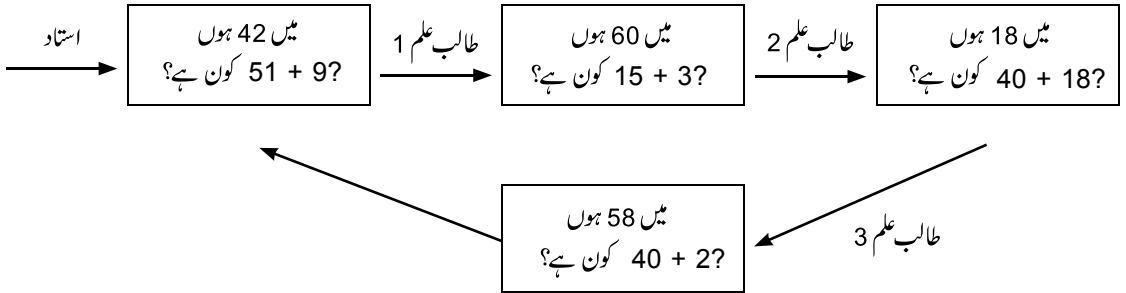 استاد
میں 42 ہوں
51 + 9? کون ہے؟
طالب علم 1
میں 60 ہوں
15 + 3? کون ہے؟
طالب علم 2
میں 18 ہوں
40 + 18? کون ہے؟
طالب علم 3
میں 58 ہوں
40 + 2? کون ہے؟